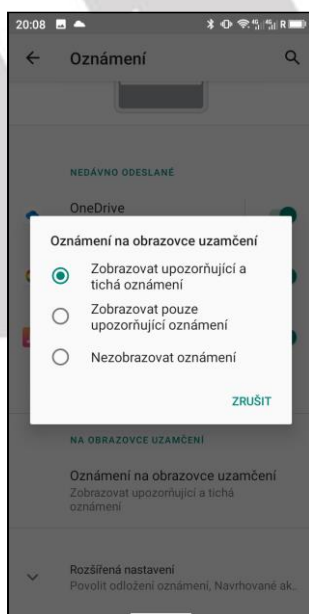 20:08
R
Oznámení
NEDÁVNO ODESLANÉ
OneDrive
Oznámení na obrazovce uzamčení
Zobrazovat upozorňující a
tichá oznámení
Zobrazovat pouze
upozorňující oznámení
Nezobrazovat oznámení
ZRUŠIT
NA OBRAZOVCE UZAMČENÍ
Oznámení na obrazovce uzamčení
Zobrazovat upozorňující a tichá
oznámení
Rozšířená nastavení
Povolit odložení oznámení, Navrhované ak..